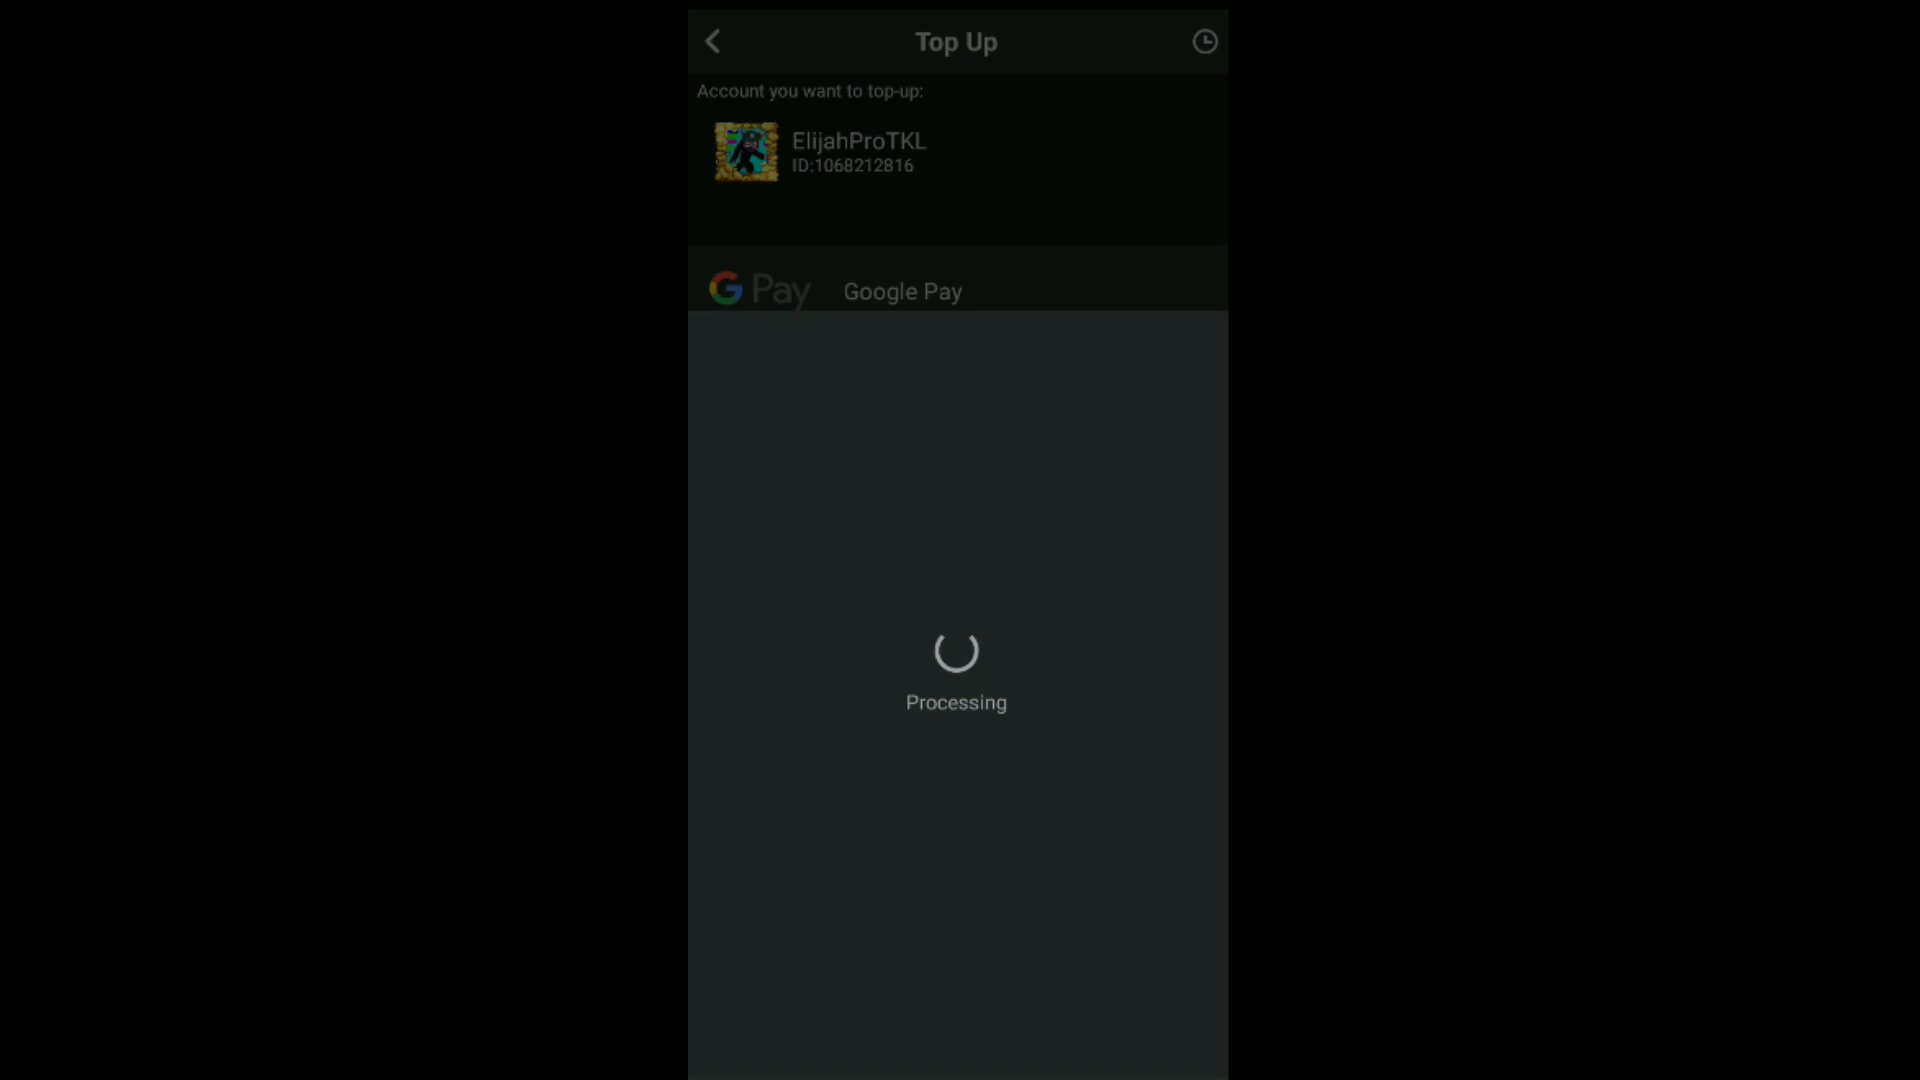 Top Up
Account you want to top-up:
ElijahProTKL
ID:1068212816
G Pay Google Pay
Processing